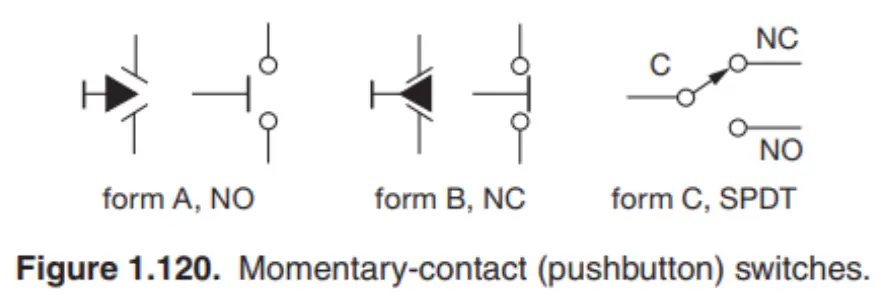 NC
C
NO
form A, NO form B, NC form C, SPDT
Figure 1.120. Momentary-contact (pushbutton) switches.